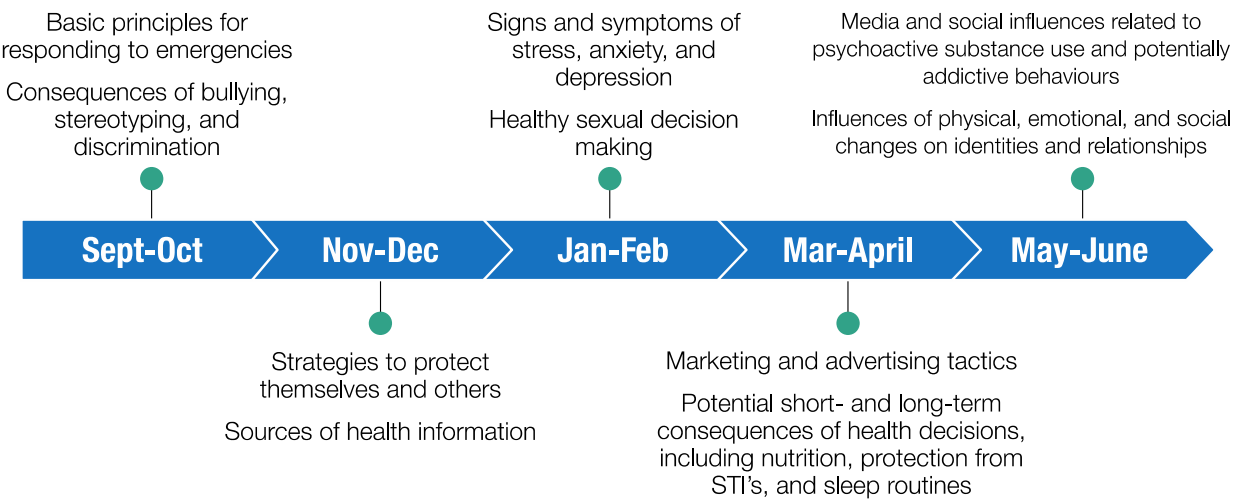 Basic principles for
responding to emergencies
Consequences of bullying,
stereotyping, and
discrimination
Signs and symptoms of
stress, anxiety, and
depression
Healthy sexual decision
making
Media and social influences related to
psychoactive substance use and potentially
addictive behaviours
Influences of physical, emotional, and social
changes on identities and relationships
Sept-Oct
Nov-Dec
Jan-Feb
Mar-April
May-June
Strategies to protect
themselves and others
Sources of health information
Marketing and advertising tactics
Potential short- and long-term
consequences of health decisions,
including nutrition, protection from
STI's, and sleep routines